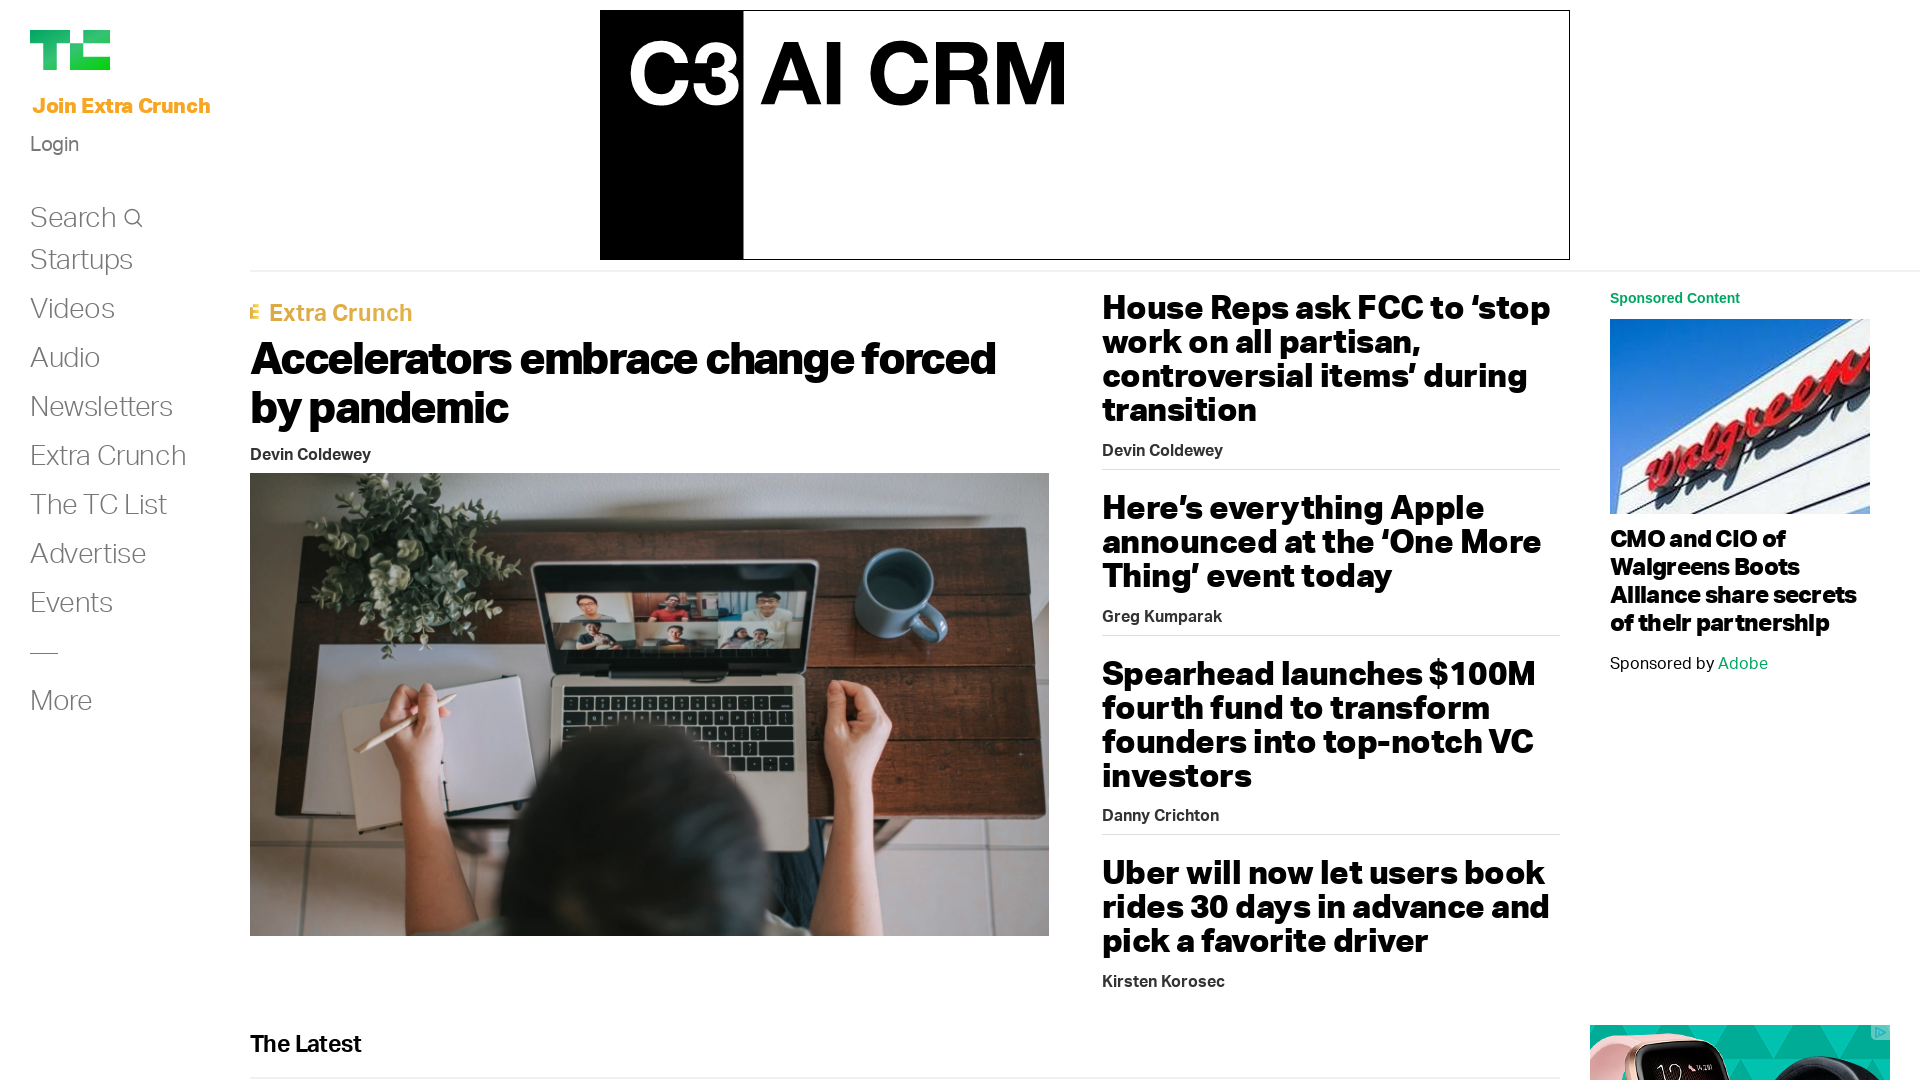 TC
Join Extra Crunch
Login
Search
Startups
Videos
Audio
Newsletters
Extra Crunch
The TC List
Advertise
Events
—
More
C3 AI CRM
Extra Crunch
Accelerators embrace change forced
by pandemic
Devin Coldewey
House Reps ask FCC to ‘stop
work on all partisan,
controversial items’ during
transition
Devin Coldewey
Here’s everything Apple
announced at the ‘One More
Thing’ event today
Greg Kumparak
Spearhead launches $100M
fourth fund to transform
founders into top-notch VC
investors
Danny Crichton
Uber will now let users book
rides 30 days in advance and
pick a favorite driver
Kirsten Korosec
Sponsored Content
Walgreens
CMO and CIO of
Walgreens Boots
Alliance share secrets
of their partnership
Sponsored by Adobe
The Latest